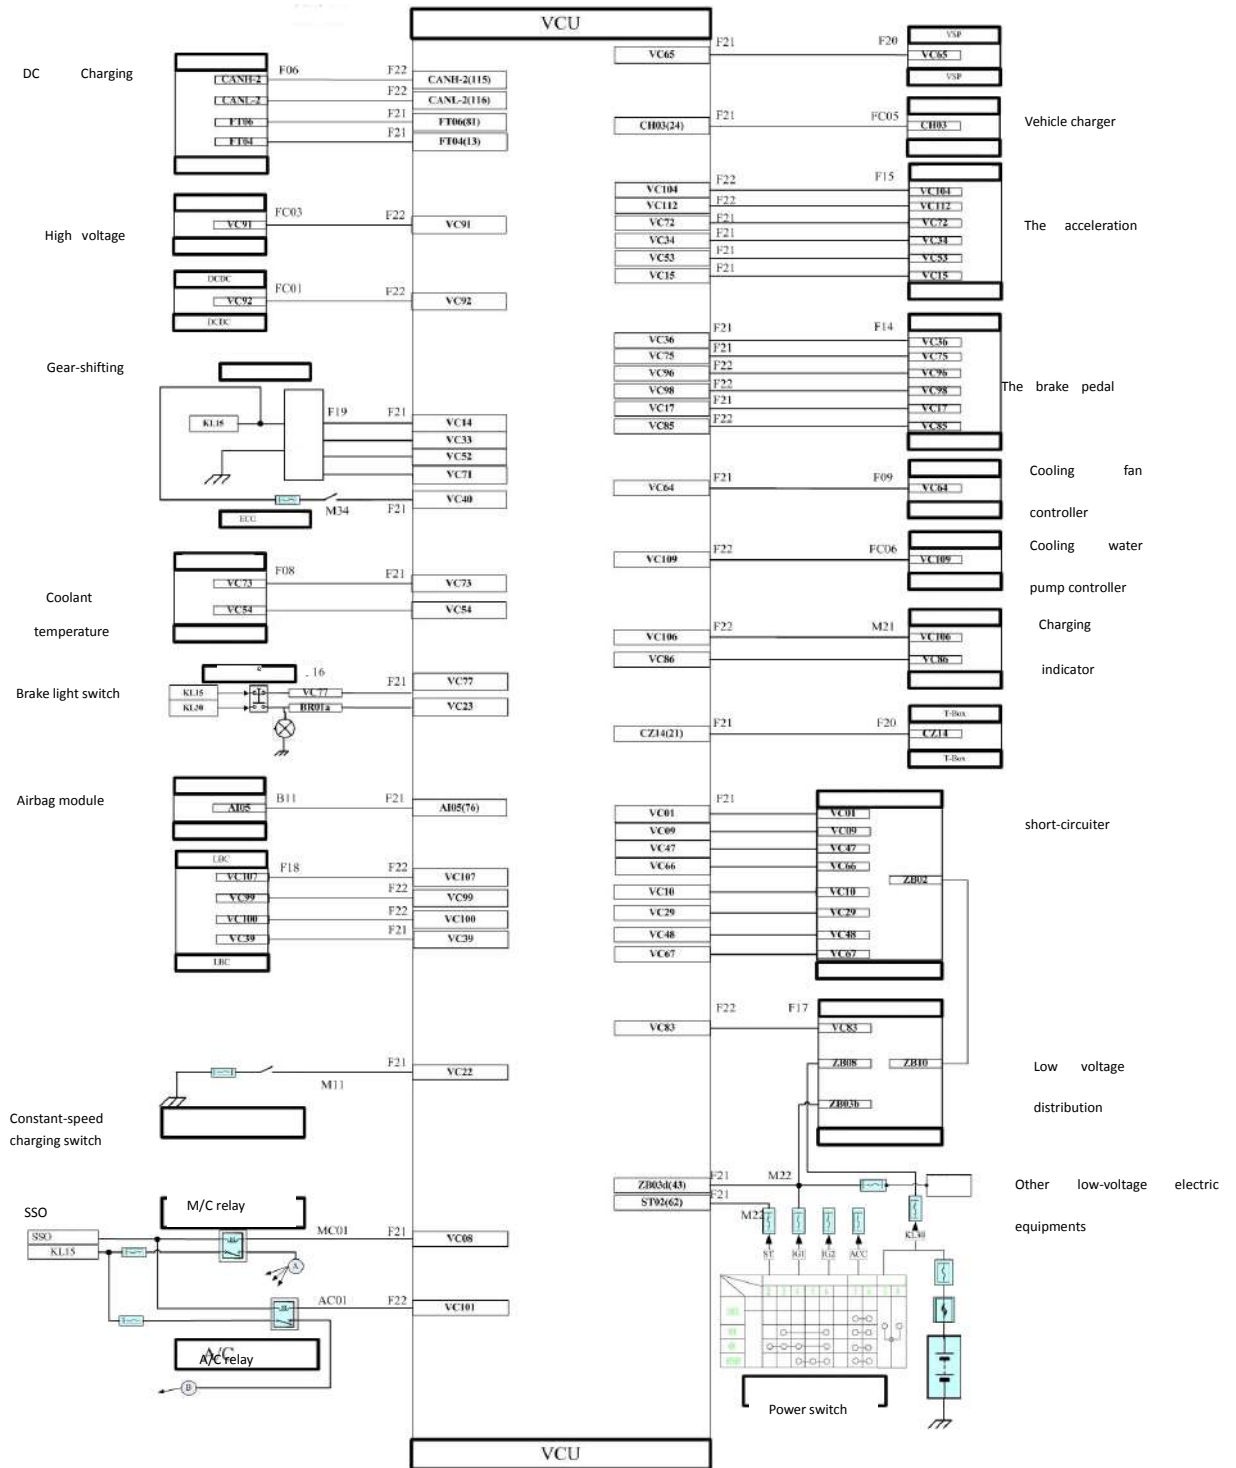 VCU
DC Charging
F06
F22
CANH-2
CANH-2(115)
F22
CANL-2
CANL-2(116)
F21
FT06
FT06(81)
F21
FT04
FT04(13)
High voltage
FC03
F22
VC91
VC91
DCDC
FC01
F22
VC92
VC92
DCDC
Gear-shifting
KL15
F19
F21
VC14
VC33
VC52
VC71
VC40
M34
F21
ECO
Coolant
temperature
F08
F21
VC73
VC73
VC54
VC54
Brake light switch
16
F21
KL15
VC77
VC77
KL30
BR01a
VC23
Airbag module
B11
F21
AI05
AI05(76)
LBC
F18
F22
VC107
VC107
F22
VC99
VC99
F22
VC100
VC100
F21
VC39
VC39
LBC
F21
VC22
M11
Constant-speed
charging switch
M/C relay
SSO
SSO
KL15
MC01
F21
VC08
A
AC01
F22
VC101
A/C
A/C relay
B
VC65
F21
F20
VSP
VC65
VSP
CH03(24)
F21
FC05
CH03
Vehicle charger
F22
F15
VC104
VC104
F22
VC112
VC112
F21
VC72
VC72
The acceleration
F21
VC34
VC34
F21
VC53
VC53
F21
VC15
VC15
F21
F14
VC36
VC36
F21
VC75
VC75
F22
VC96
VC96
The brake pedal
F22
VC98
VC98
F21
VC17
VC17
F22
VC85
VC85
Cooling fan
controller
F21
F09
VC64
VC64
Cooling water
pump controller
F22
FC06
VC109
VC109
Charging
indicator
F22
M21
VC106
VC106
VC86
VC86
T-Box
F21
F20
CZ14(21)
CZ14
T-Box
F21
VC01
VC01
VC09
VC09
short-circuiter
VC47
VC47
VC66
VC66
ZB02
VC10
VC10
VC29
VC29
VC48
VC48
VC67
VC67
F22
F17
VC83
VC83
ZB08
ZB10
Low voltage
distribution
ZB03b
F21
M22
ZB03d(43)
F21
ST02(62)
M22
Other low-voltage electric
equipments
ST
IG1
IG2
ACC
KL30
Power switch
VCU